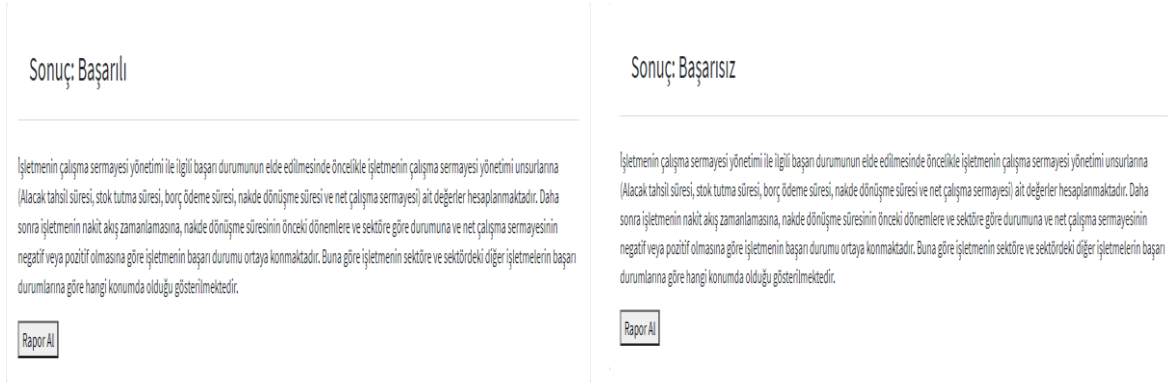 Sonuç: Başarılı
İşletmenin çalışma sermayesi yönetimi ile ilgili başarı durumunun elde edilmesinde öncelikle işletmenin çalışma sermayesi yönetimi unsurlarına
(Alacak tahsil süresi, stok tutma süresi, borç ödeme süresi, nakde dönüşme süresi ve net çalışma sermayesi) ait değerler hesaplanmaktadır. Daha
sonra işletmenin nakit akış zamanlamasına, nakde dönüşme süresinin önceki dönemlere ve sektöre göre durumuna ve net çalışma sermayesinin
negatif veya pozitif olmasına göre işletmenin başarı durumu ortaya konmaktadır. Buna göre işletmenin sektöre ve sektördeki diğer işletmelerin başarı
durumlarına göre hangi konumda olduğu gösterilmektedir.
Rapor Al
Sonuç: Başarısız
İşletmenin çalışma sermayesi yönetimi ile ilgili başarı durumunun elde edilmesinde öncelikle işletmenin çalışma sermayesi yönetimi unsurlarına
(Alacak tahsil süresi, stok tutma süresi, borç ödeme süresi, nakde dönüşme süresi ve net çalışma sermayesi) ait değerler hesaplanmaktadır. Daha
sonra işletmenin nakit akış zamanlamasına, nakde dönüşme süresinin önceki dönemlere ve sektöre göre durumuna ve net çalışma sermayesinin
negatif veya pozitif olmasına göre işletmenin başarı durumu ortaya konmaktadır. Buna göre işletmenin sektöre ve sektördeki diğer işletmelerin başarı
durumlarına göre hangi konumda olduğu gösterilmektedir.
Rapor Al